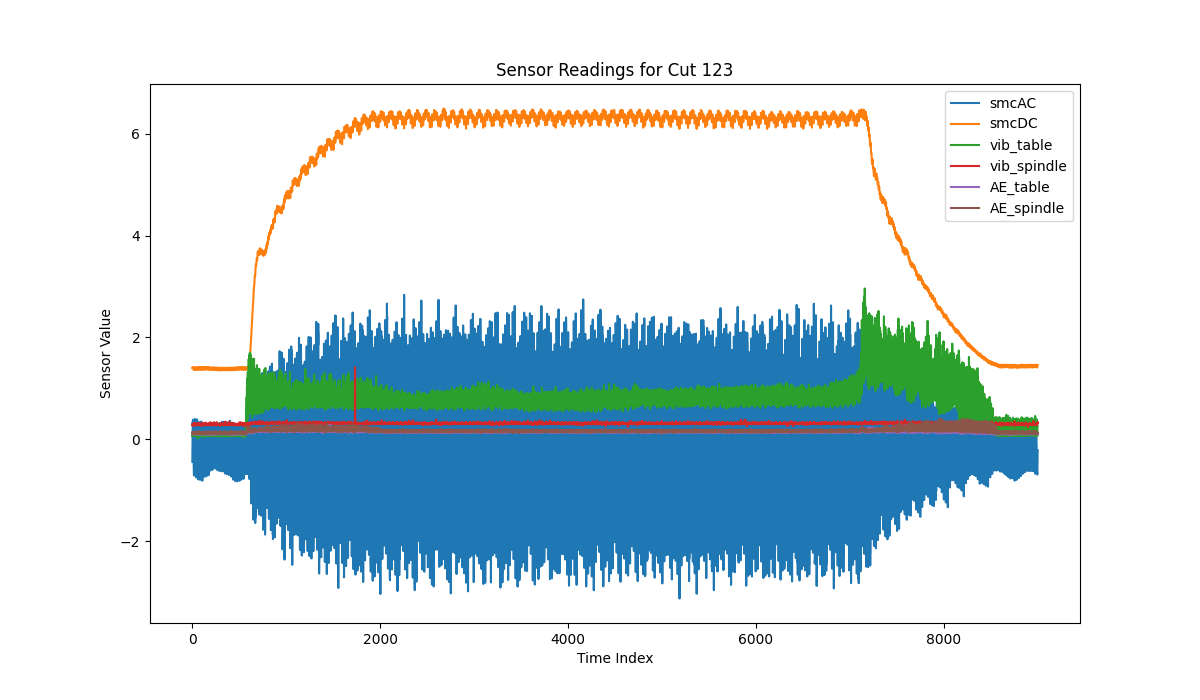 Sensor Readings for Cut 123
smcAC
smcDC
vib_table
vib_spindle
AE_table
AE_spindle
Sensor Value
6
4
2
0
−2
0
2000
4000
6000
8000
Time Index